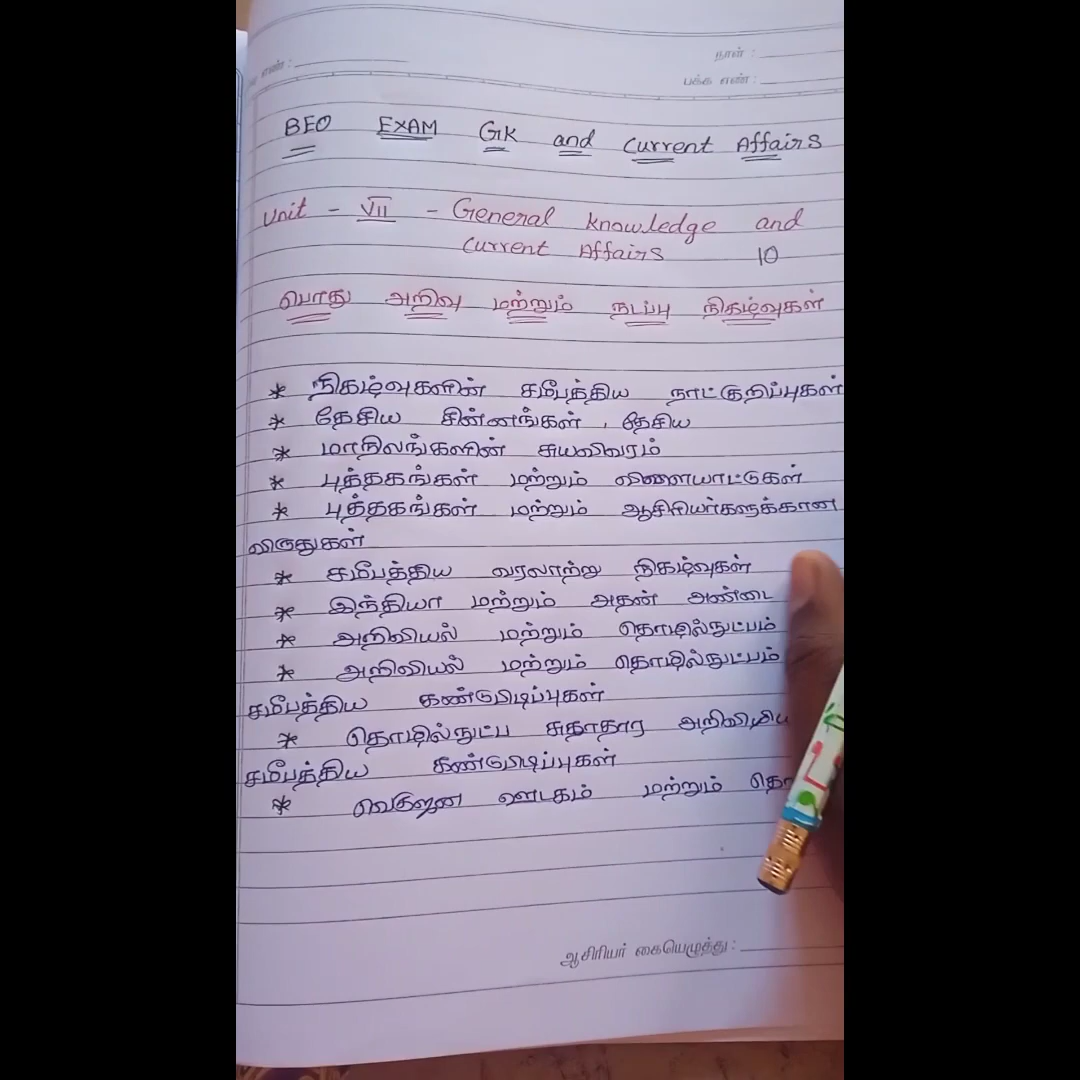 நாள் :
எண் :
பக்க எண் :
BEO EXAM GK and Current Affairs
Unit - VII - General knowledge and
Current Affairs 10
பொது அறிவு மற்றும் நடப்பு நிகழ்வுகள்
* நிகழ்வுகளின் சமீபத்திய நாட்குறிப்புகள்
* தேசிய சின்னங்கள் , தேசிய
* மாநிலங்களின் சுயவிவரம்
* புத்தகங்கள் மற்றும் விளையாட்டுகள்
* புத்தகங்கள் மற்றும் ஆசிரியர்களுக்கான
விருதுகள்
* சமீபத்திய வரலாற்று நிகழ்வுகள்
* இந்தியா மற்றும் அதன் அண்டை
* அறிவியல் மற்றும் தொழில்நுட்பம்
* அறிவியல் மற்றும் தொழில்நுட்பம்
சமீபத்திய கண்டுபிடிப்புகள்
* தொழில்நுட்ப சுகாதார
சமீபத்திய கண்டுபிடிப்புகள்
* வெகுஜன ஊடகம் மற்றும்
ஆசிரியர் கையெழுத்து :